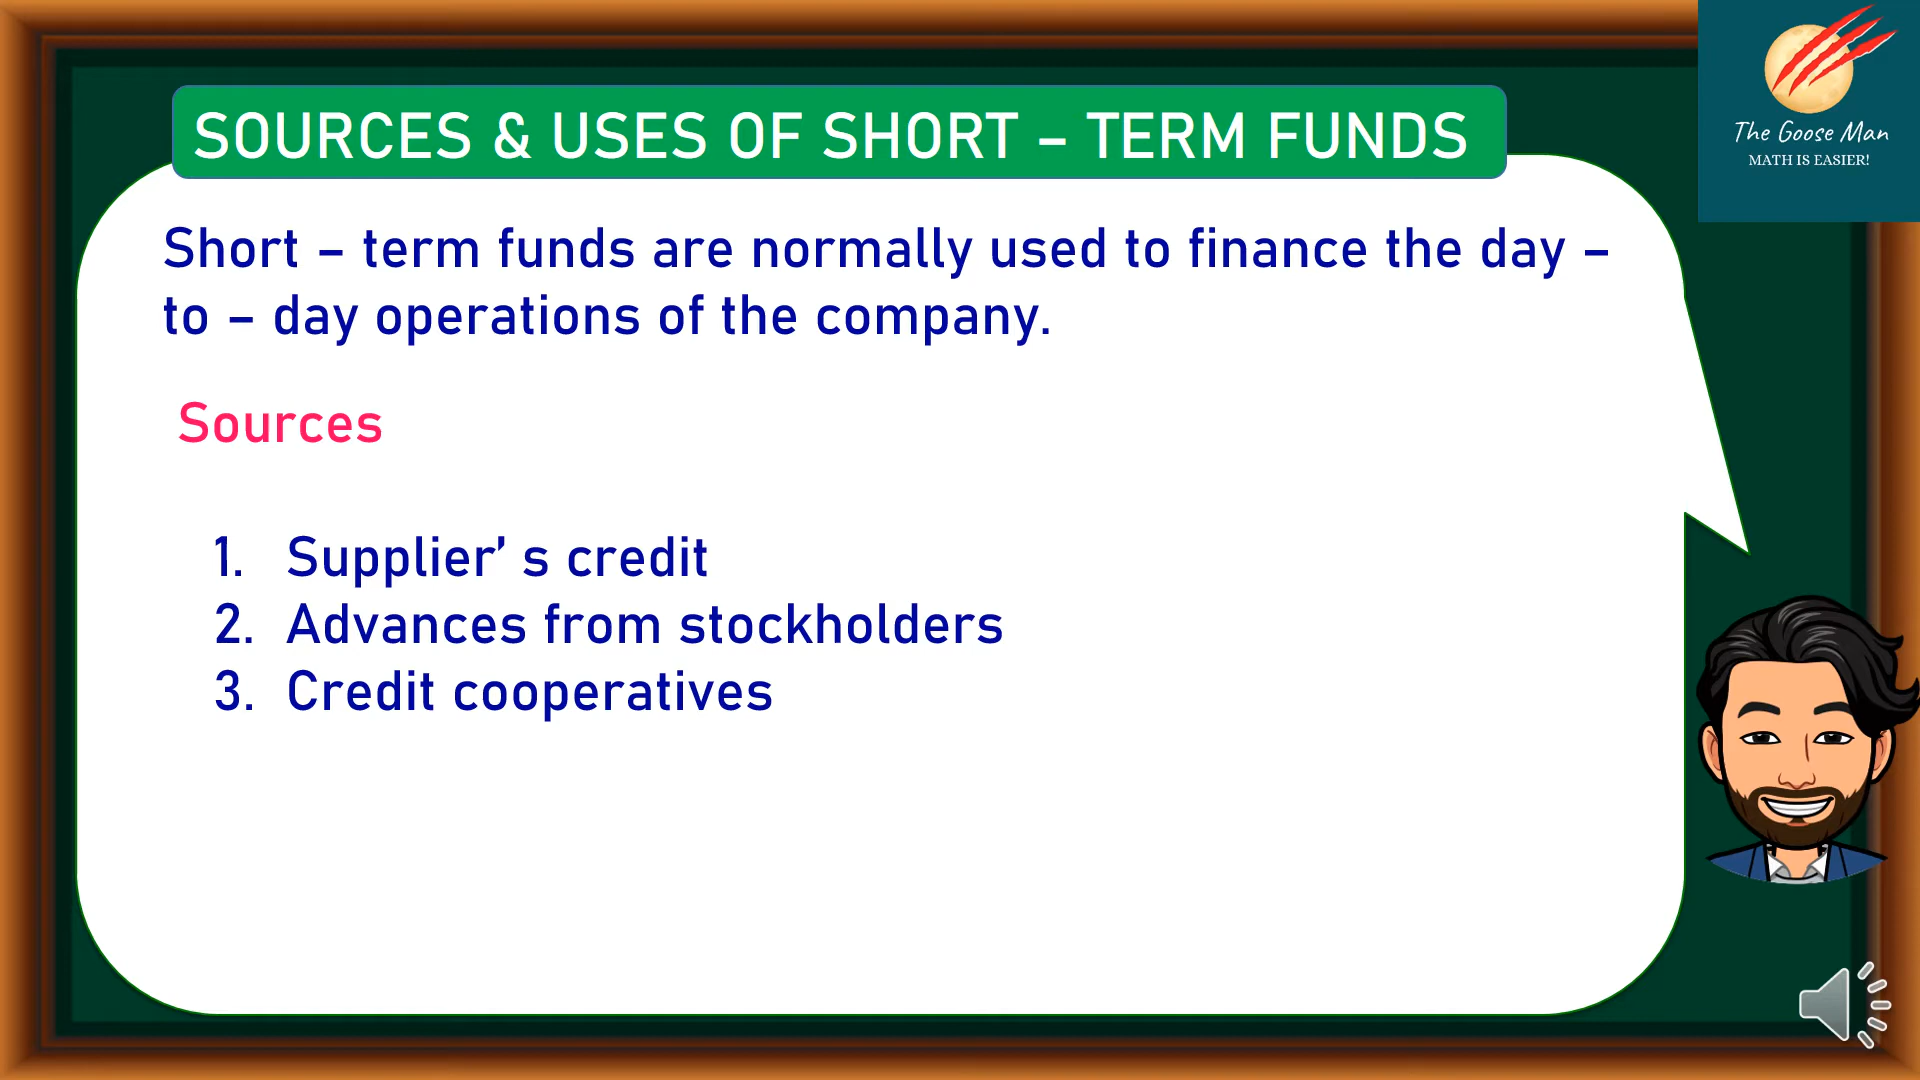 SOURCES & USES OF SHORT – TERM FUNDS
The Goose Man
MATH IS EASIER!
Short – term funds are normally used to finance the day –
to – day operations of the company.
Sources
1. Supplier’ s credit
2. Advances from stockholders
3. Credit cooperatives